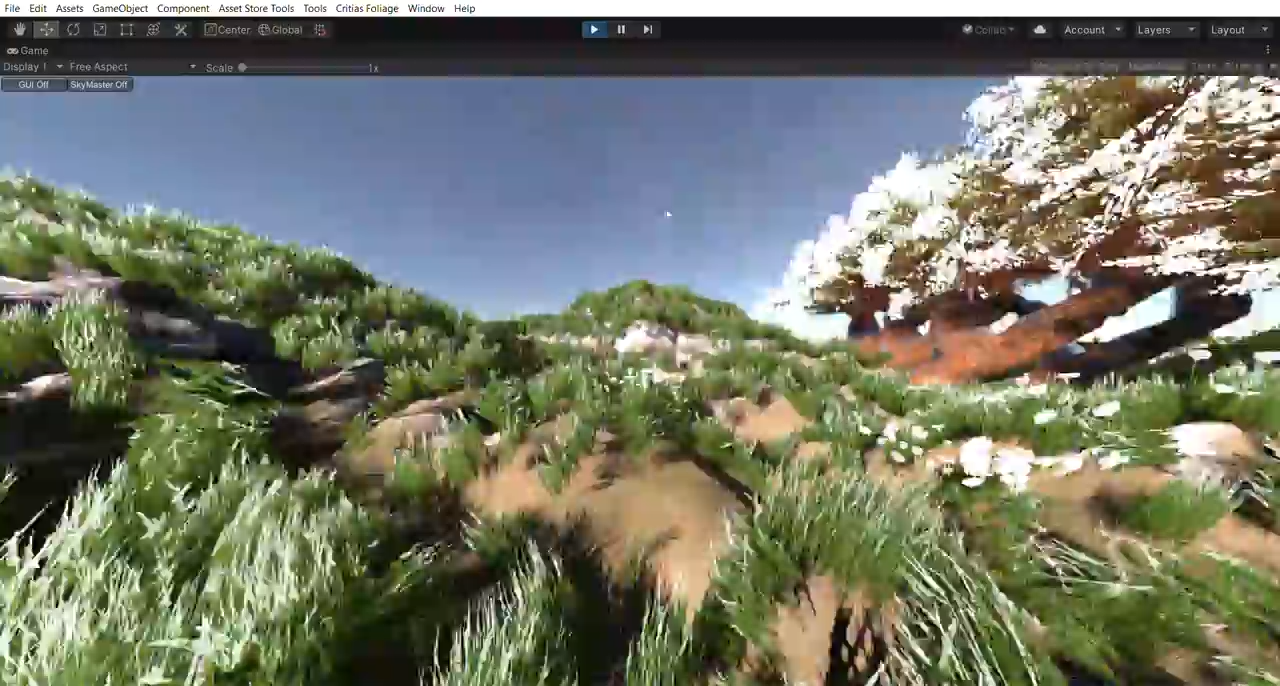 File Edit Assets GameObject Component Asset Store Tools Tools Critias Foliage Window Help
Center Global Collab Account Layers Layout
Game
Display 1 Free Aspect Scale 1x
GUI Off SkyMaster Off